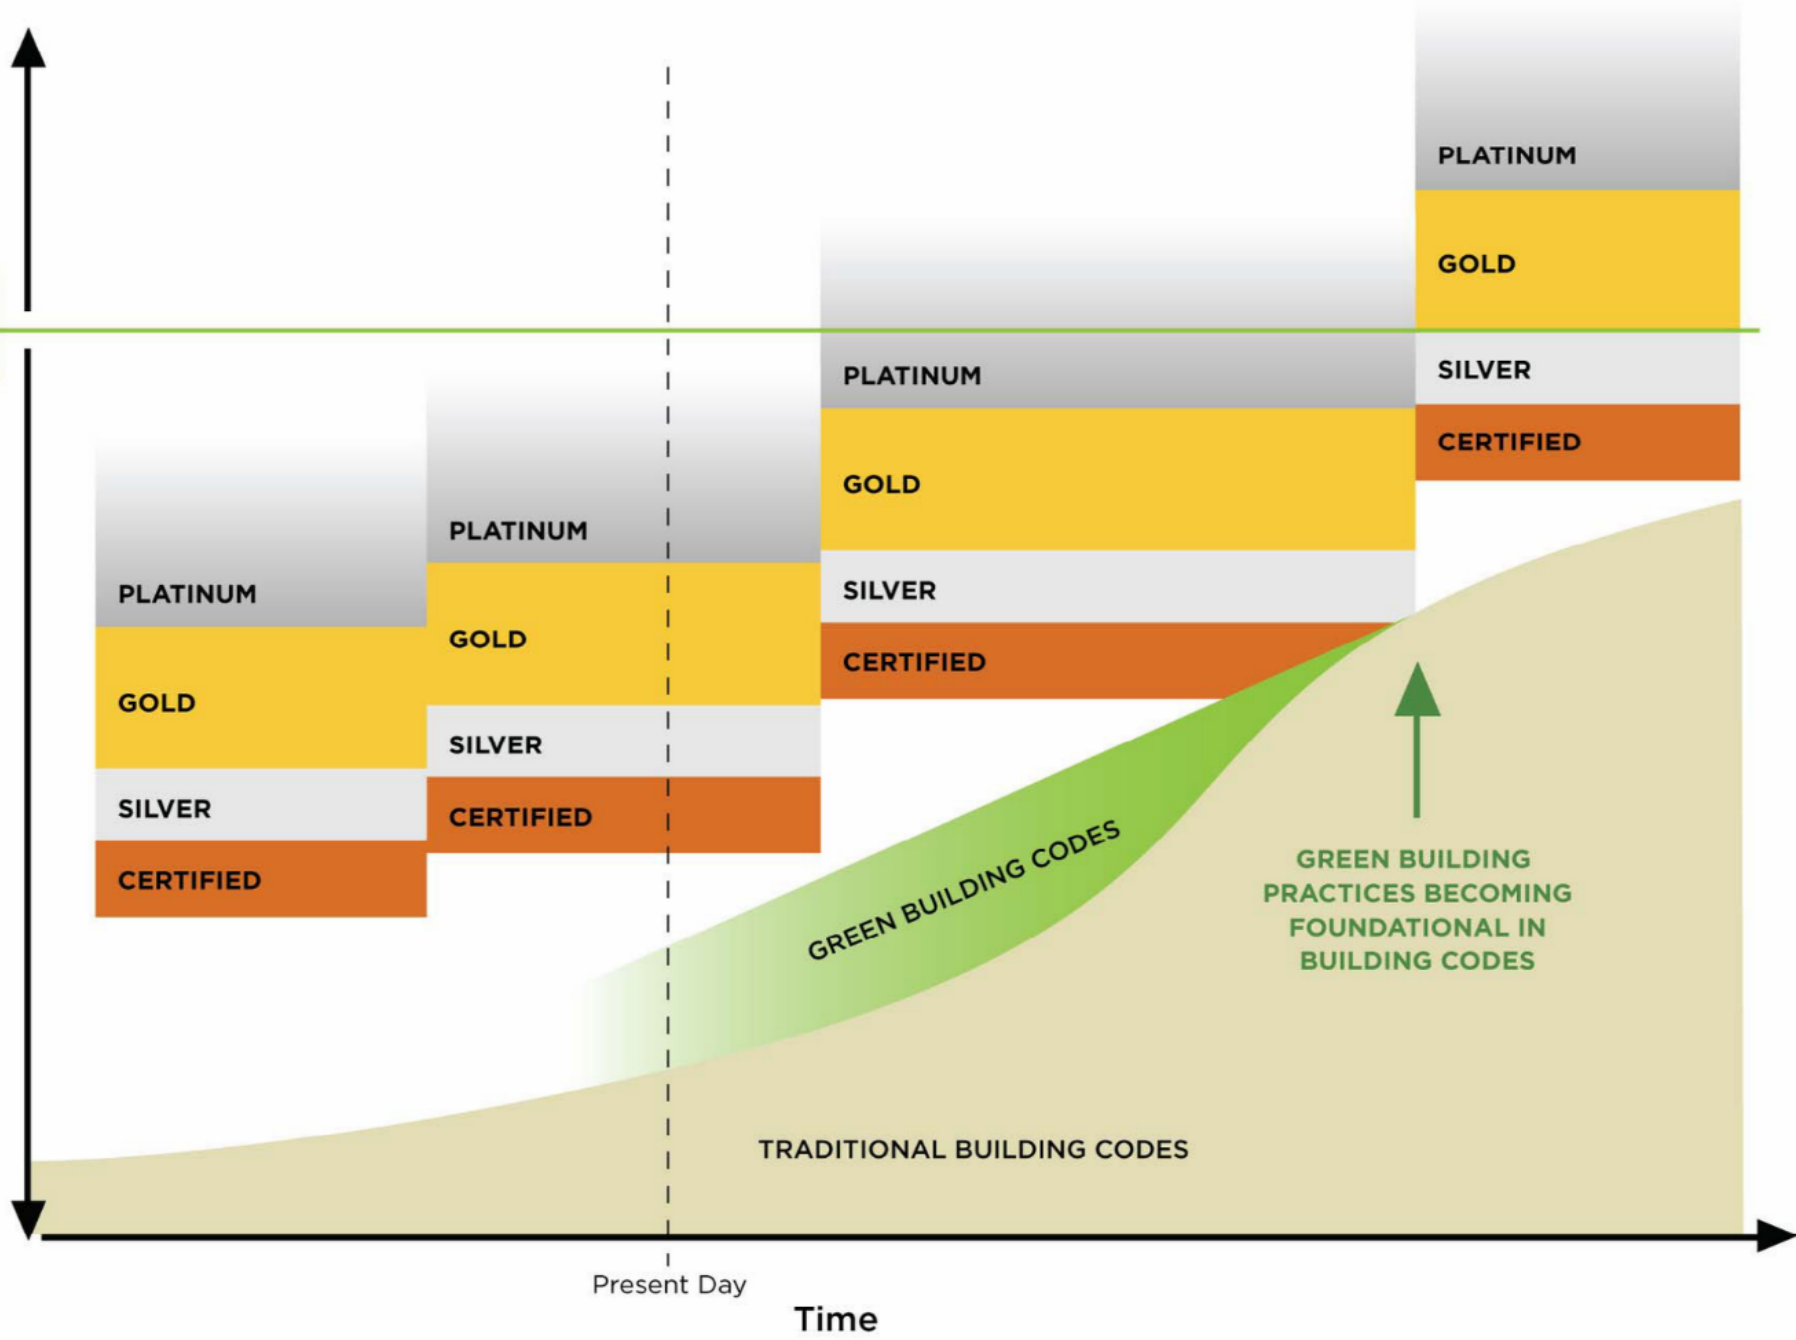 PLATINUM
GOLD
SILVER
CERTIFIED
PLATINUM
GOLD
SILVER
CERTIFIED
PLATINUM
GOLD
SILVER
CERTIFIED
PLATINUM
GOLD
SILVER
CERTIFIED
GREEN BUILDING CODES
GREEN BUILDING
PRACTICES BECOMING
FOUNDATIONAL IN
BUILDING CODES
TRADITIONAL BUILDING CODES
Present Day
Time